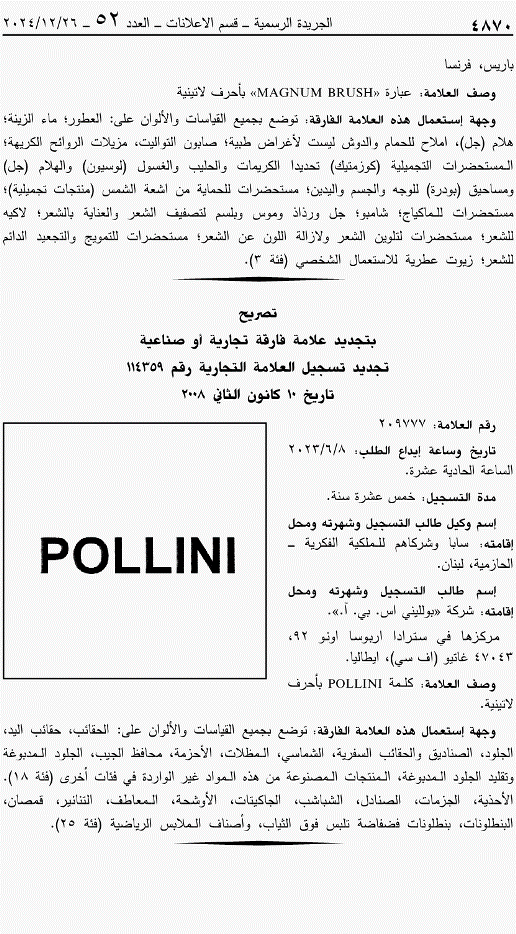 ٤٨٧٠ الجريدة الرسمية ــ قسم الاعلانات ــ العدد ٥٢ ــ ٢٠٢٤/١٢/٢٦
باريس، فرنسا
وصف العلامة: عبارة «MAGNUM BRUSH» بأحرف لاتينية
وجهة إستعمال هذه العلامة الفارقة: توضع بجميع القياسات والألوان على: العطور؛ ماء الزينة؛
هلام (جل)، املاح للحمام والدوش ليست لأغراض طبية؛ صابون التواليت، مزيلات الروائح الكريهة؛
المستحضرات التجميلية (كوزمتيك) تحديدا الكريمات والحليب والغسول (لوسيون) والهلام (جل)
ومساحيق (بودرة) للوجه والجسم واليدين؛ مستحضرات للحماية من اشعة الشمس (منتجات تجميلية)؛
مستحضرات للماكياج؛ شامبو؛ جل ورذاذ وموس وبلسم لتصفيف الشعر والعناية بالشعر؛ لاكيه
للشعر؛ مستحضرات لتلوين الشعر ولازالة اللون عن الشعر؛ مستحضرات للتمويج والتجعيد الدائم
للشعر؛ زيوت عطرية للاستعمال الشخصي (فئة ٣).
تصريح
بتجديد علامة فارقة تجارية أو صناعية
تجديد تسجيل العلامة التجارية رقم ١١٤٣٥٩
تاريخ ١٠ كانون الثاني ٢٠٠٨
رقم العلامة: ٢٠٩٧٧٧
تاريخ وساعة إيداع الطلب: ٢٠٢٣/٦/٨
الساعة الحادية عشرة.
مدة التسجيل: خمس عشرة سنة.
إسم وكيل طالب التسجيل وشهرته ومحل
إقامته: سابا وشركاهم للملكية الفكرية ــ
الحازمية، لبنان.
إسم طالب التسجيل وشهرته ومحل
إقامته: شركة «بولليني اس. بي. آ.».
مركزها في سترادا اربوسا اونو ٩٢،
٤٧٠٤٣ غاتيو (اف سي)، ايطاليا.
وصف العلامة: كلمة POLLINI بأحرف
لاتينية.
POLLINI
وجهة إستعمال هذه العلامة الفارقة: توضع بجميع القياسات والألوان على: الحقائب، حقائب اليد،
الجلود، الصناديق والحقائب السفرية، الشماسي، المظلات، الأحزمة، محافظ الجيب، الجلود المدبوغة
وتقليد الجلود المدبوغة، المنتجات المصنوعة من هذه المواد غير الواردة في فئات أخرى (فئة ١٨).
الأحذية، الجزمات، الصنادل، الشباشب، الجاكيتات، الأوشحة، المعاطف، التنانير، قمصان،
البنطلونات، بنطلونات فضفاضة تلبس فوق الثياب، وأصناف الملابس الرياضية (فئة ٢٥).